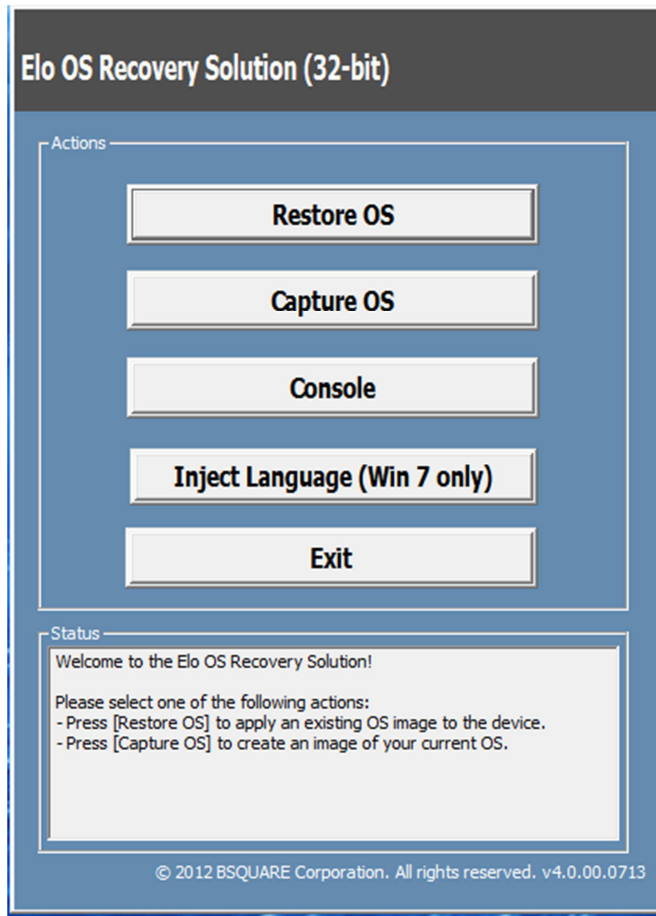 Elo OS Recovery Solution (32-bit)
Actions
Restore OS
Capture OS
Console
Inject Language (Win 7 only)
Exit
Status
Welcome to the Elo OS Recovery Solution!
Please select one of the following actions:
- Press [Restore OS] to apply an existing OS image to the device.
- Press [Capture OS] to create an image of your current OS.
© 2012 BSQUARE Corporation. All rights reserved. v4.0.00.0713